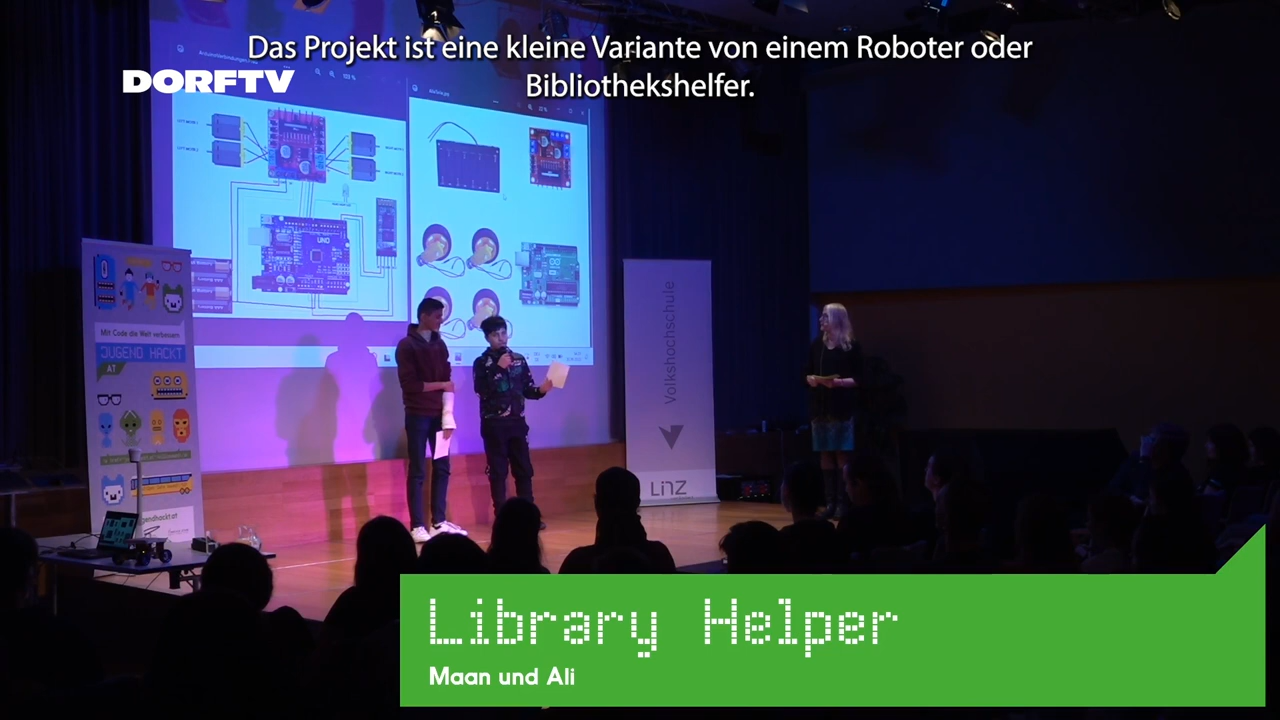 Das Projekt ist eine kleine Variante von einem Roboter oder
Bibliothekshelfer.
DORFTV
UNO
Mit Code die Welt verbessern
JUGEND HACKT
AT
Volkshochschule
LINZ
Library Helper
Maan und Ali